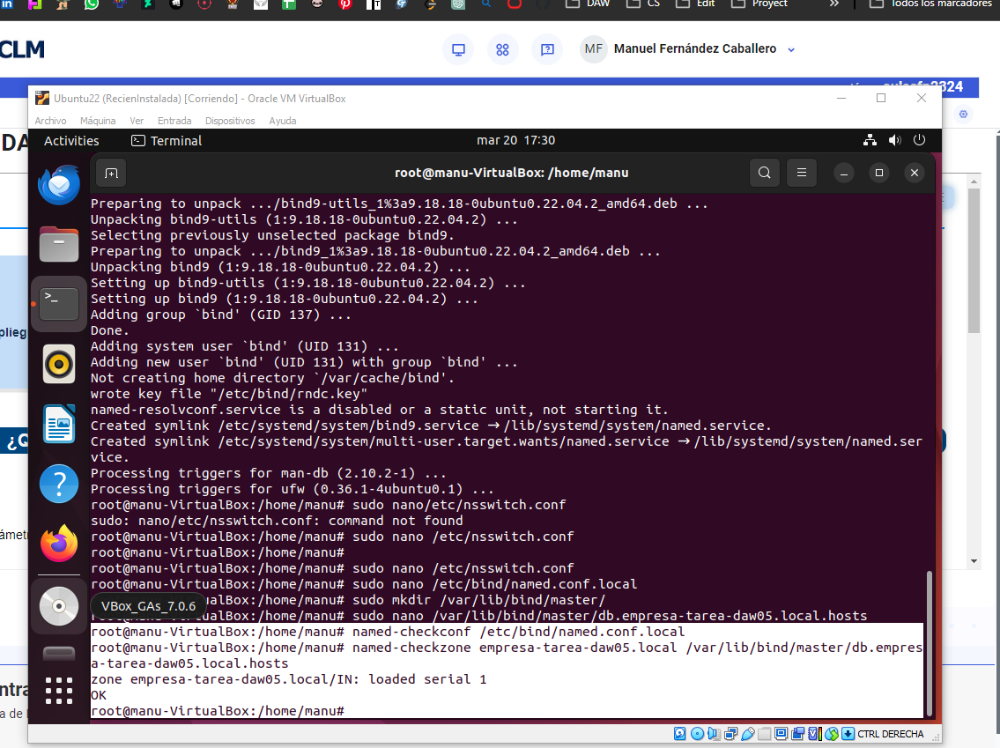 DAW
CS
Edit
Proyect
Todos los marcadores
CLM
MF
Manuel Fernández Caballero
Ubuntu22 (RecienInstalada) [Corriendo] - Oracle VM VirtualBox
Archivo Máquina Ver Entrada Dispositivos Ayuda
DA
Activities
Terminal
mar 20 17:30
root@manu-VirtualBox: /home/manu
Preparing to unpack .../bind9-utils_1%3a9.18.18-0ubuntu0.22.04.2_amd64.deb ...
Unpacking bind9-utils (1:9.18.18-0ubuntu0.22.04.2) ...
Selecting previously unselected package bind9.
Preparing to unpack .../bind9_1%3a9.18.18-0ubuntu0.22.04.2_amd64.deb ...
Unpacking bind9 (1:9.18.18-0ubuntu0.22.04.2) ...
Setting up bind9-utils (1:9.18.18-0ubuntu0.22.04.2) ...
Setting up bind9 (1:9.18.18-0ubuntu0.22.04.2) ...
Adding group `bind' (GID 137) ...
Done.
Adding system user `bind' (UID 131) ...
Adding new user `bind' (UID 131) with group `bind' ...
Not creating home directory `/var/cache/bind'.
wrote key file "/etc/bind/rndc.key"
named-resolvconf.service is a disabled or a static unit, not starting it.
Created symlink /etc/systemd/system/bind9.service → /lib/systemd/system/named.service.
Created symlink /etc/systemd/system/multi-user.target.wants/named.service → /lib/systemd/system/named.ser
vice.
Processing triggers for man-db (2.10.2-1) ...
Processing triggers for ufw (0.36.1-4ubuntu0.1) ...
root@manu-VirtualBox:/home/manu# sudo nano/etc/nsswitch.conf
sudo: nano/etc/nsswitch.conf: command not found
root@manu-VirtualBox:/home/manu# sudo nano /etc/nsswitch.conf
root@manu-VirtualBox:/home/manu#
root@manu-VirtualBox:/home/manu# sudo nano /etc/nsswitch.conf
root@manu-VirtualBox:/home/manu# sudo nano /etc/bind/named.conf.local
root@manu-VirtualBox:/home/manu# sudo mkdir /var/lib/bind/master/
root@manu-VirtualBox:/home/manu# sudo nano /var/lib/bind/master/db.empresa-tarea-daw05.local.hosts
root@manu-VirtualBox:/home/manu# named-checkconf /etc/bind/named.conf.local
root@manu-VirtualBox:/home/manu# named-checkzone empresa-tarea-daw05.local /var/lib/bind/master/db.empres
a-tarea-daw05.local.hosts
zone empresa-tarea-daw05.local/IN: loaded serial 1
OK
root@manu-VirtualBox:/home/manu#
VBox_GAs_7.0.6
plieg
¿Q
ámetr
ntra
a de
CTRL DERECHA